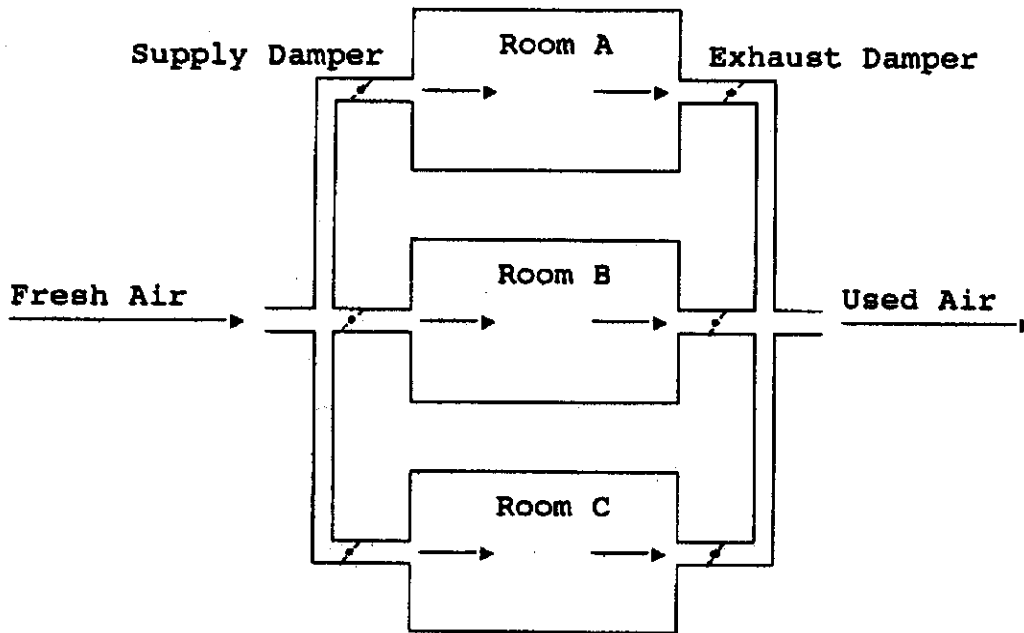 Room A
Supply Damper
Exhaust Damper
Room B
Fresh Air
Used Air
Room C